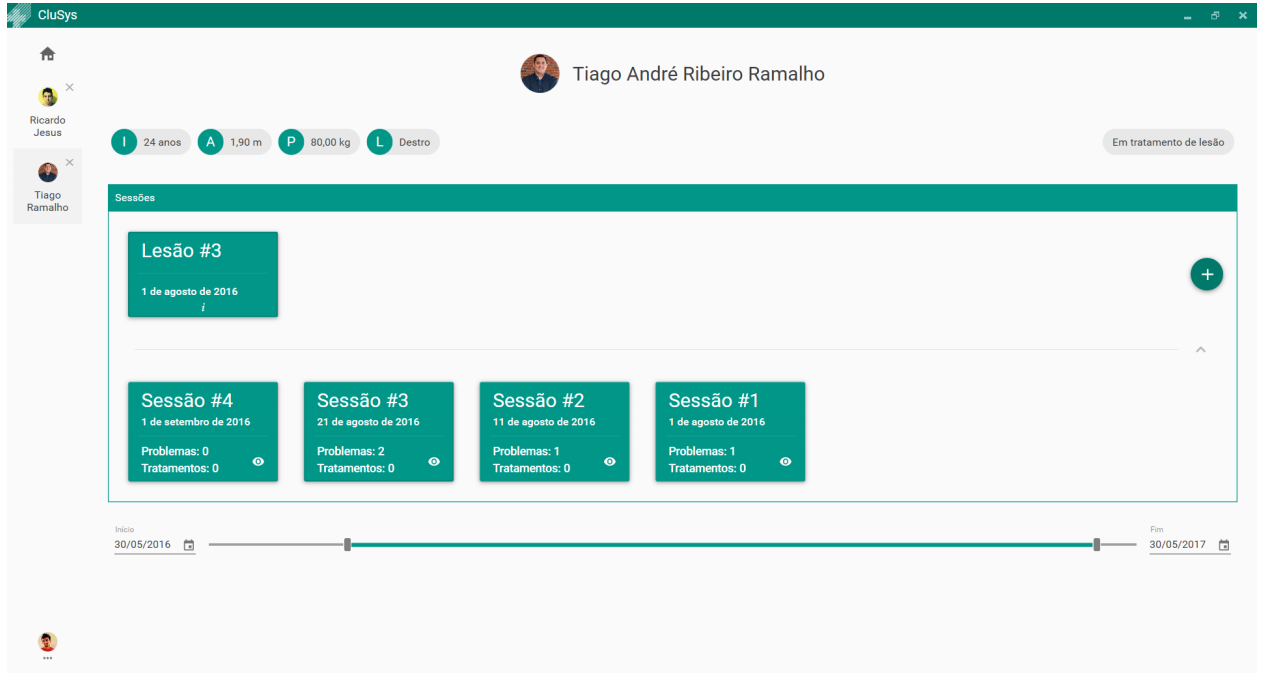 CluSys
Ricardo
Jesus
Tiago
Ramalho
Tiago André Ribeiro Ramalho
I 24 anos A 1,90 m P 80,00 kg L Destro Em tratamento de lesão
Sessões
Lesão #3
1 de agosto de 2016
i
Sessão #4
1 de setembro de 2016
Problemas: 0
Tratamentos: 0
Sessão #3
21 de agosto de 2016
Problemas: 2
Tratamentos: 0
Sessão #2
11 de agosto de 2016
Problemas: 1
Tratamentos: 0
Sessão #1
1 de agosto de 2016
Problemas: 1
Tratamentos: 0
Início
30/05/2016
Fim
30/05/2017